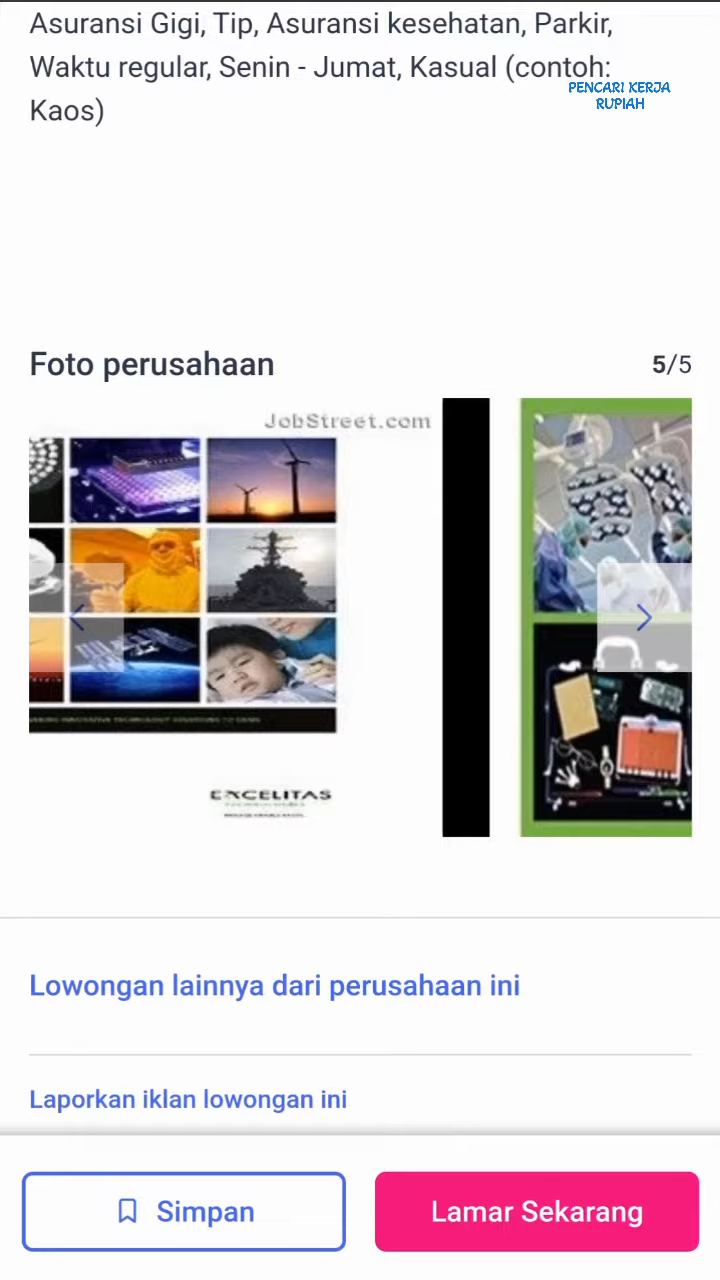 Asuransi Gigi, Tip, Asuransi kesehatan, Parkir,
Waktu regular, Senin - Jumat, Kasual (contoh:
Kaos)
PENCARI KERJA
RUPIAH
Foto perusahaan
5/5
JobStreet.com
EXCELITAS
Lowongan lainnya dari perusahaan ini
Laporkan iklan lowongan ini
Simpan
Lamar Sekarang